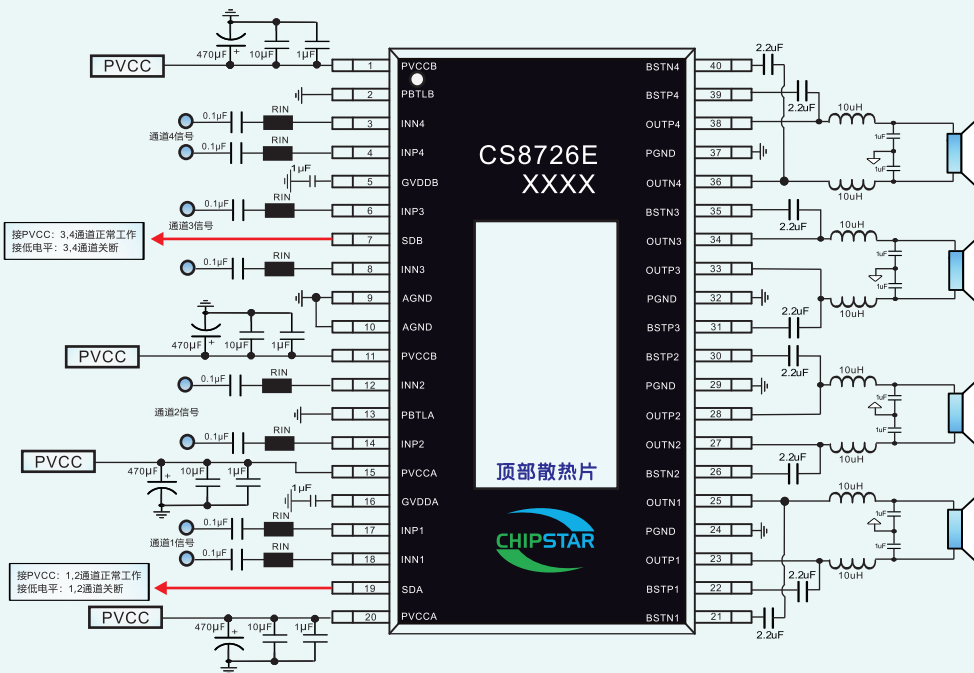 470μF
10μF
1μF
PVCC
1
PVCCB
2
PBTLB
通道4信号
0.1μF
RIN
3
INN4
0.1μF
RIN
4
INP4
1μF
5
GVDDB
通道3信号
0.1μF
RIN
6
INP3
接PVCC：3,4通道正常工作
接低电平：3,4通道关断
7
SDB
0.1μF
RIN
8
INN3
9
AGND
10
AGND
470μF
10μF
1μF
PVCC
11
PVCCB
0.1μF
RIN
12
INN2
通道2信号
13
PBTLA
0.1μF
RIN
14
INP2
PVCC
470μF
10μF
1μF
15
PVCCA
1μF
16
GVDDA
通道1信号
0.1μF
RIN
17
INP1
0.1μF
RIN
18
INN1
接PVCC：1,2通道正常工作
接低电平：1,2通道关断
19
SDA
PVCC
470μF
10μF
1μF
20
PVCCA
CS8726E
XXXX
顶部散热片
CHIPSTAR
BSTN4
40
2.2uF
BSTP4
39
2.2uF
OUTP4
38
10uH
PGND
37
1uF
1uF
OUTN4
36
10uH
BSTN3
35
2.2uF
OUTN3
34
10uH
OUTP3
33
1uF
1uF
PGND
32
10uH
BSTP3
31
2.2uF
BSTP2
30
2.2uF
10uH
PGND
29
1uF
1uF
OUTP2
28
OUTN2
27
10uH
BSTN2
26
2.2uF
OUTN1
25
10uH
PGND
24
1uF
1uF
OUTP1
23
10uH
BSTP1
22
2.2uF
BSTN1
21
2.2uF